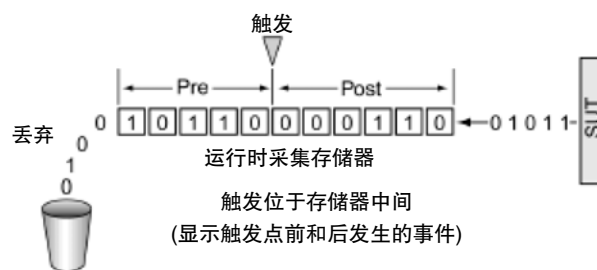 触发
Pre Post
丢弃
0 1 0 1 1 0 0 0 0 1 1 0 0 1 0 1 1 SUT
0
1
0
运行时采集存储器
触发位于存储器中间
(显示触发点前和后发生的事件)